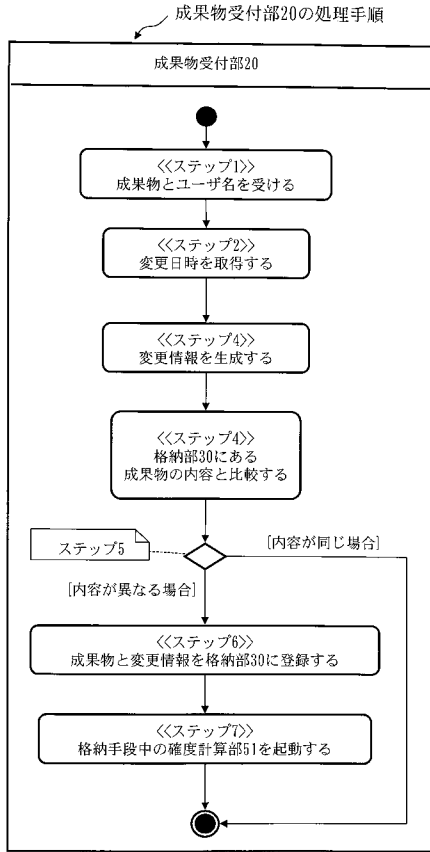 成果物受付部20の処理手順
成果物受付部20
<<ステップ1>>
成果物とユーザ名を受ける
<<ステップ2>>
変更日時を取得する
<<ステップ4>>
変更情報を生成する
<<ステップ4>>
格納部30にある
成果物の内容と比較する
ステップ5
[内容が同じ場合]
[内容が異なる場合]
<<ステップ6>>
成果物と変更情報を格納部30に登録する
<<ステップ7>>
格納手段中の確度計算部51を起動する